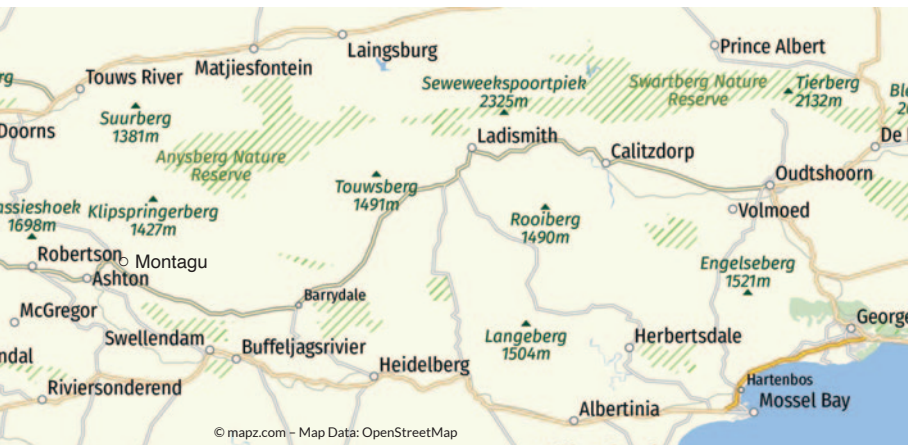 Laingsburg
Prince Albert
Matjiesfontein
Touws River
Seweweekspoortpiek
2325m
Swartberg Nature
Reserve
Tierberg
2132m
Suurberg
1381m
Doorns
Ladismith
De
Anysberg Nature
Reserve
Calitzdorp
Oudtshoorn
Touwsberg
1491m
assieshoek
1698m
Klipspringerberg
1427m
Rooiberg
1490m
Volmoed
Robertson
Montagu
Ashton
Engelseberg
1521m
Barrydale
McGregor
George
Swellendam
Buffeljagsrivier
Langeberg
1504m
Herbertsdale
ndal
Heidelberg
Riviersonderend
Hartenbos
Mossel Bay
Albertinia
© mapz.com – Map Data: OpenStreetMap